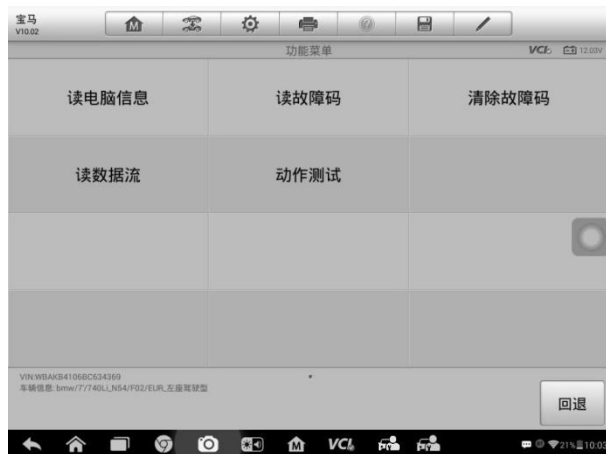 宝马
V10.02
功能菜单
VCI
12.03V
读电脑信息
读故障码
清除故障码
读数据流
动作测试
VIN:WBAKB4106BC634369
车辆信息: bmw/7'/740Li_N54/F02/EUR_左座驾驶型
回退
VCI
21%
10:03